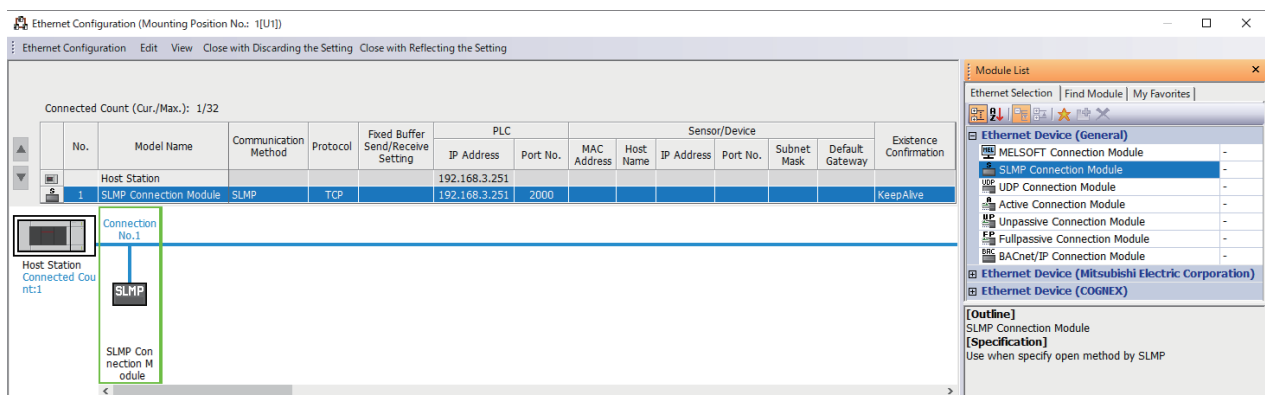 Ethernet Configuration (Mounting Position No.: 1[U1])
Ethernet Configuration Edit View Close with Discarding the Setting Close with Reflecting the Setting
Connected Count (Cur./Max.): 1/32
No. Model Name Communication Method Protocol Fixed Buffer Send/Receive Setting PLC Sensor/Device Existence Confirmation
IP Address Port No. MAC Address Host Name IP Address Port No. Subnet Mask Default Gateway
Host Station 192.168.3.251
1 SLMP Connection Module SLMP TCP 192.168.3.251 2000 KeepAlive
Connection
No.1
Host Station
Connected Cou
nt:1
SLMP
SLMP Con
nection M
odule
Module List
Ethernet Selection Find Module My Favorites
Ethernet Device (General)
MELSOFT Connection Module -
SLMP Connection Module -
UDP Connection Module -
Active Connection Module -
Unpassive Connection Module -
Fullpassive Connection Module -
BACnet/IP Connection Module -
Ethernet Device (Mitsubishi Electric Corporation)
Ethernet Device (COGNEX)
[Outline]
SLMP Connection Module
[Specification]
Use when specify open method by SLMP